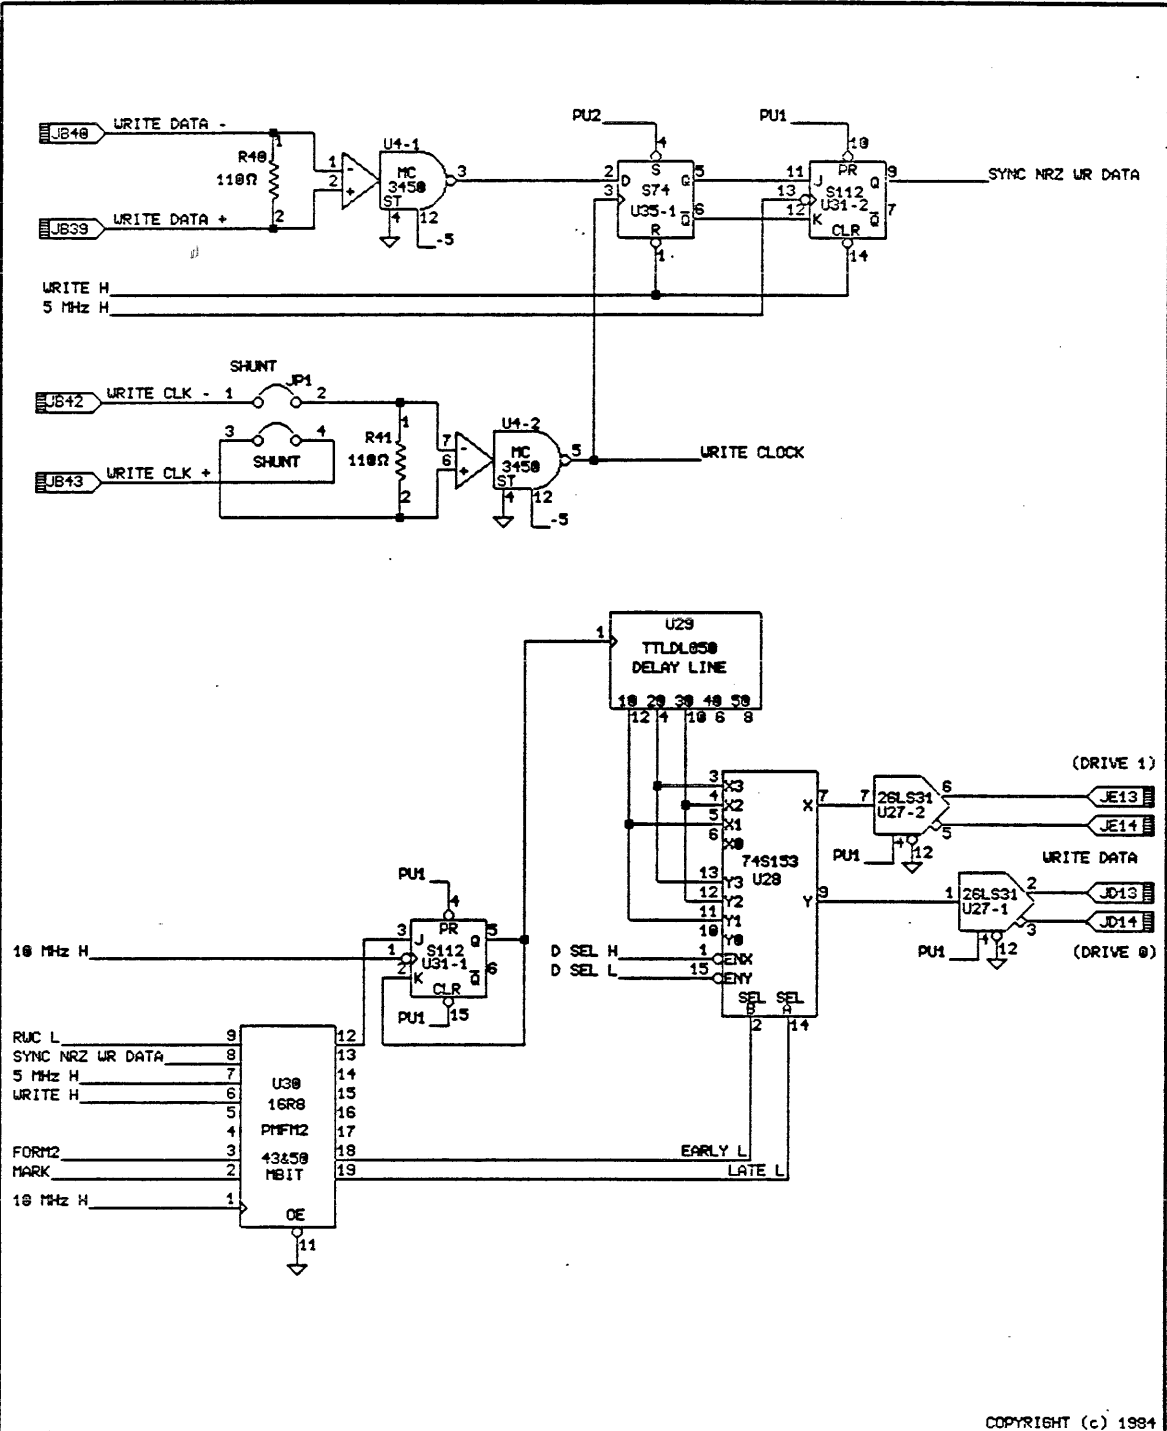 PU2 PU1
JB40 WRITE DATA - 4 10
1 U4-1
R40 1 - MC 3 2 D S Q 5 11 J PR Q 9 SYNC NRZ WR DATA
110Ω 2 + 3450 3 S74 13 S112
ST U35-1 U31-2 7
2 4 12 Q 6 12 K Q
JB39 WRITE DATA + -5 R CLR
1 14
WRITE H
5 MHz H
SHUNT
JP1
JB42 WRITE CLK - 1 2
1 U4-2
3 4 R41 7 - MC 5 WRITE CLOCK
SHUNT 110Ω 6 + 3450
JB43 WRITE CLK + ST
2 4 12
-5
U29
1 TTLDL050
DELAY LINE
10 20 30 40 50
12 4 10 6 8
(DRIVE 1)
3 X3 X 7 7 26LS31 6 JE13
4 X2 U27-2
5 X1 5 JE14
6 X0 4 12
74S153 PU1 WRITE DATA
13 Y3 U28
12 Y2 Y 9 1 26LS31 2 JD13
11 Y1 U27-1
10 Y0 3 JD14
4 12
PU1 (DRIVE 0)
PU1 4
3 J PR Q 5
10 MHz H 1 S112 D SEL H 1 ENX
2 K U31-1 Q 6 D SEL L 15 ENY
CLR SEL SEL
PU1 15 B A
2 14
RWC L 9 12
SYNC NRZ WR DATA 8 13
5 MHz H 7 U30 14
WRITE H 6 16R8 15
5 16
4 PMFM2 17
FORM2 3 43&50 18 EARLY L
MARK 2 MBIT 19 LATE L
10 MHz H 1
OE
11
COPYRIGHT (c) 1984